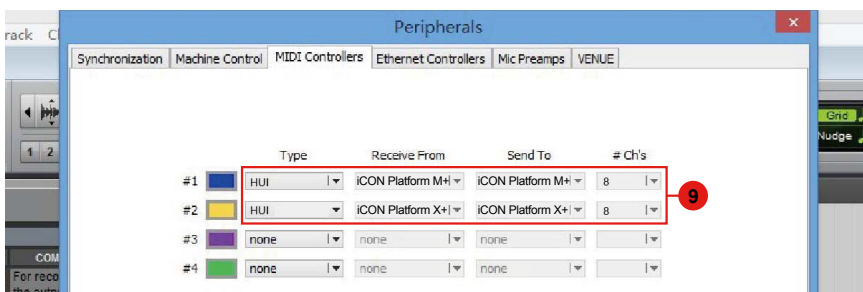 Peripherals
rack
Synchronization Machine Control MIDI Controllers Ethernet Controllers Mic Preamps VENUE
Grid
1 2
Nudge
Type Receive From Send To # Ch's
#1 HUI iCON Platform M+ iCON Platform M+ 8
9
#2 HUI iCON Platform X+ iCON Platform X+ 8
#3 none none none
COM
#4 none none none
For reco